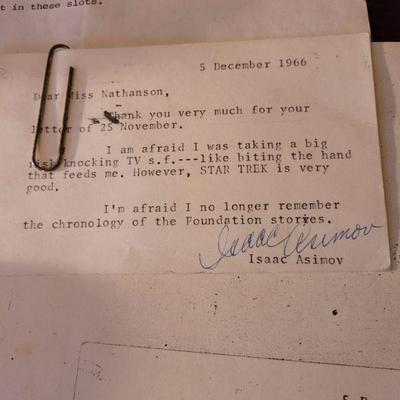 t in these slots.
5 December 1966
Dear Miss Nathanson,
Thank you very much for your
letter of 25 November.
I am afraid I was taking a big
risk knocking TV s.f.---like biting the hand
that feeds me. However, STAR TREK is very
good.
I'm afraid I no longer remember
the chronology of the Foundation stories.
Isaac Asimov
Isaac Asimov
5 D